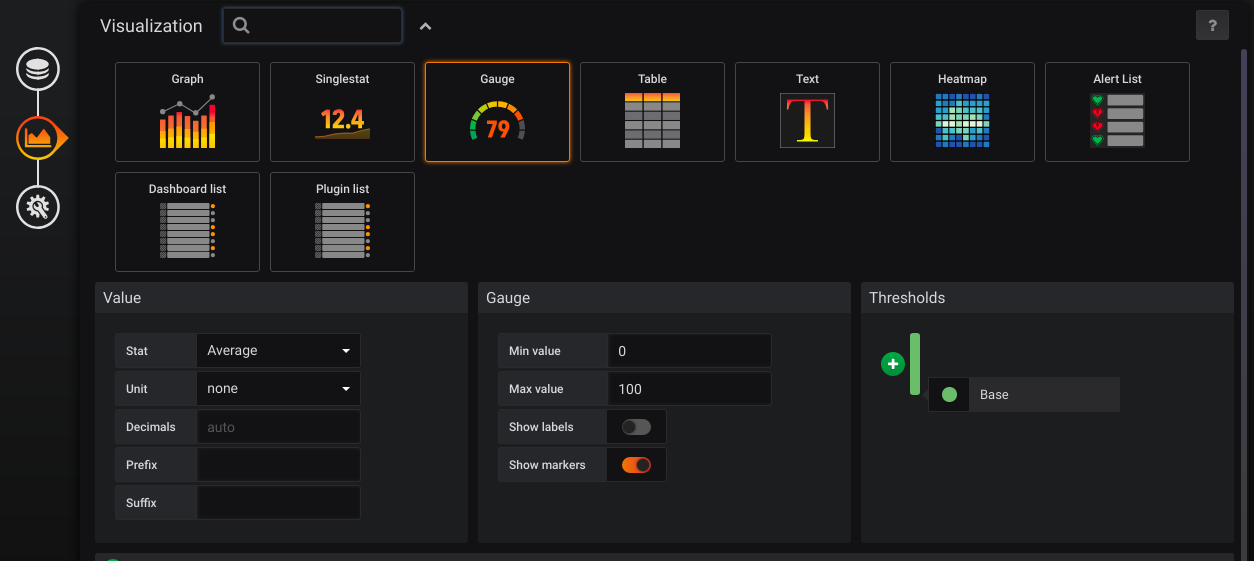 Visualization
?
Graph
Singlestat
Gauge
Table
Text
Heatmap
Alert List
12.4
79
T
Dashboard list
Plugin list
Value
Gauge
Thresholds
Stat Average
Unit none
Decimals auto
Prefix
Suffix
Min value 0
Max value 100
Show labels
Show markers
Base